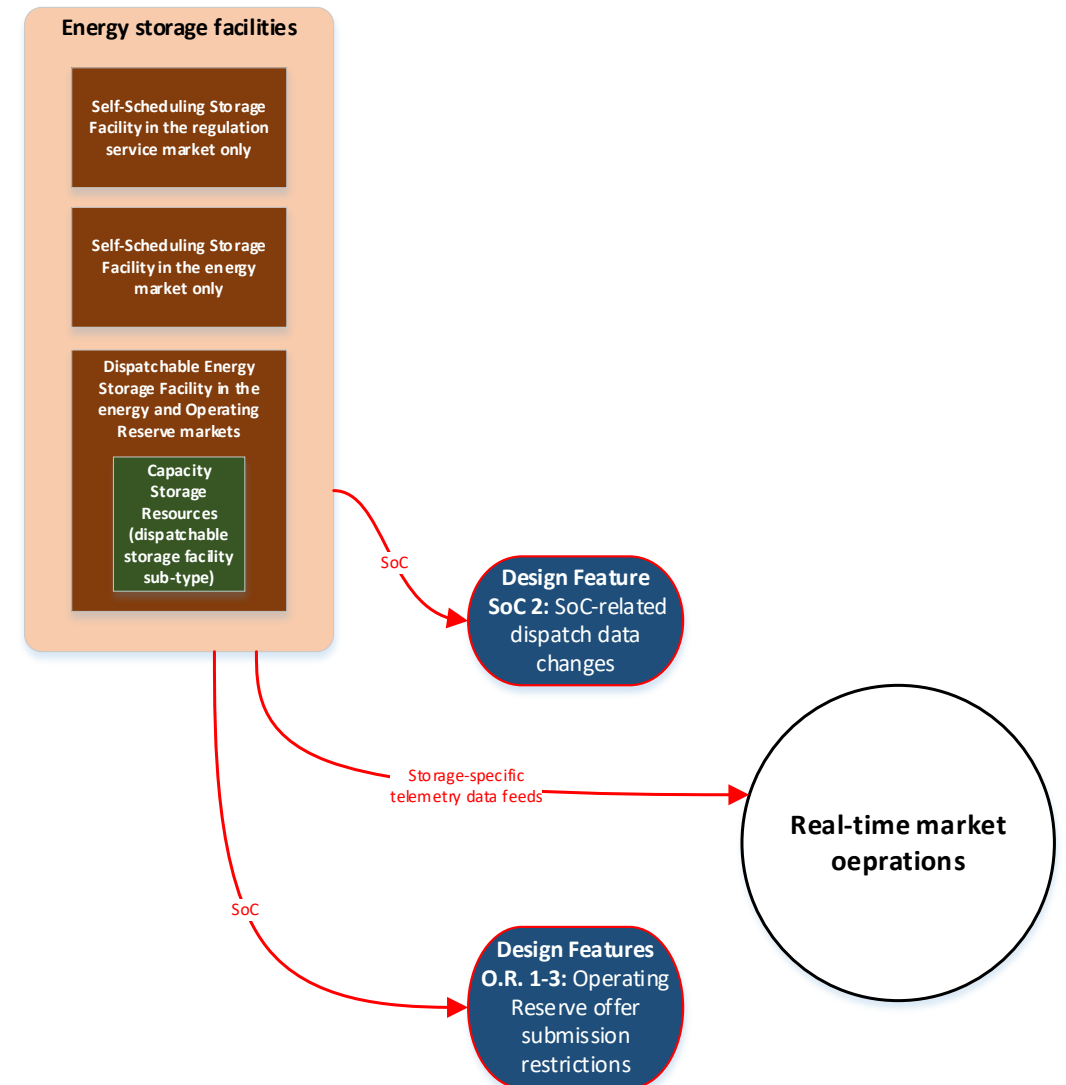 Energy storage facilities
Self-Scheduling Storage
Facility in the regulation
service market only
Self-Scheduling Storage
Facility in the energy
market only
Dispatchable Energy
Storage Facility in the
energy and Operating
Reserve markets
Capacity
Storage
Resources
(dispatchable
storage facility
sub-type)
SoC
Design Feature
SoC 2: SoC-related
dispatch data
changes
Storage-specific
telemetry data feeds
Real-time market
oeprations
SoC
Design Features
O.R. 1-3: Operating
Reserve offer
submission
restrictions